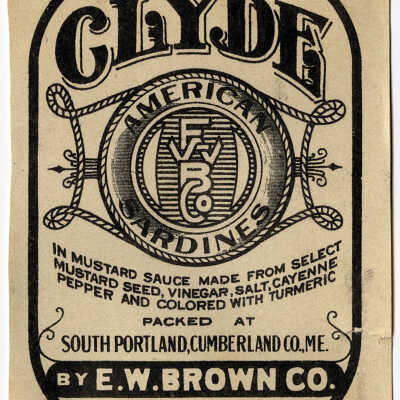 CLYDE
AMERICAN
E
W
B
Co
SARDINES
IN MUSTARD SAUCE MADE FROM SELECT
MUSTARD SEED, VINEGAR, SALT, CAYENNE
PEPPER AND COLORED WITH TURMERIC
PACKED AT
SOUTH PORTLAND, CUMBERLAND CO., ME.
BY E.W. BROWN CO.